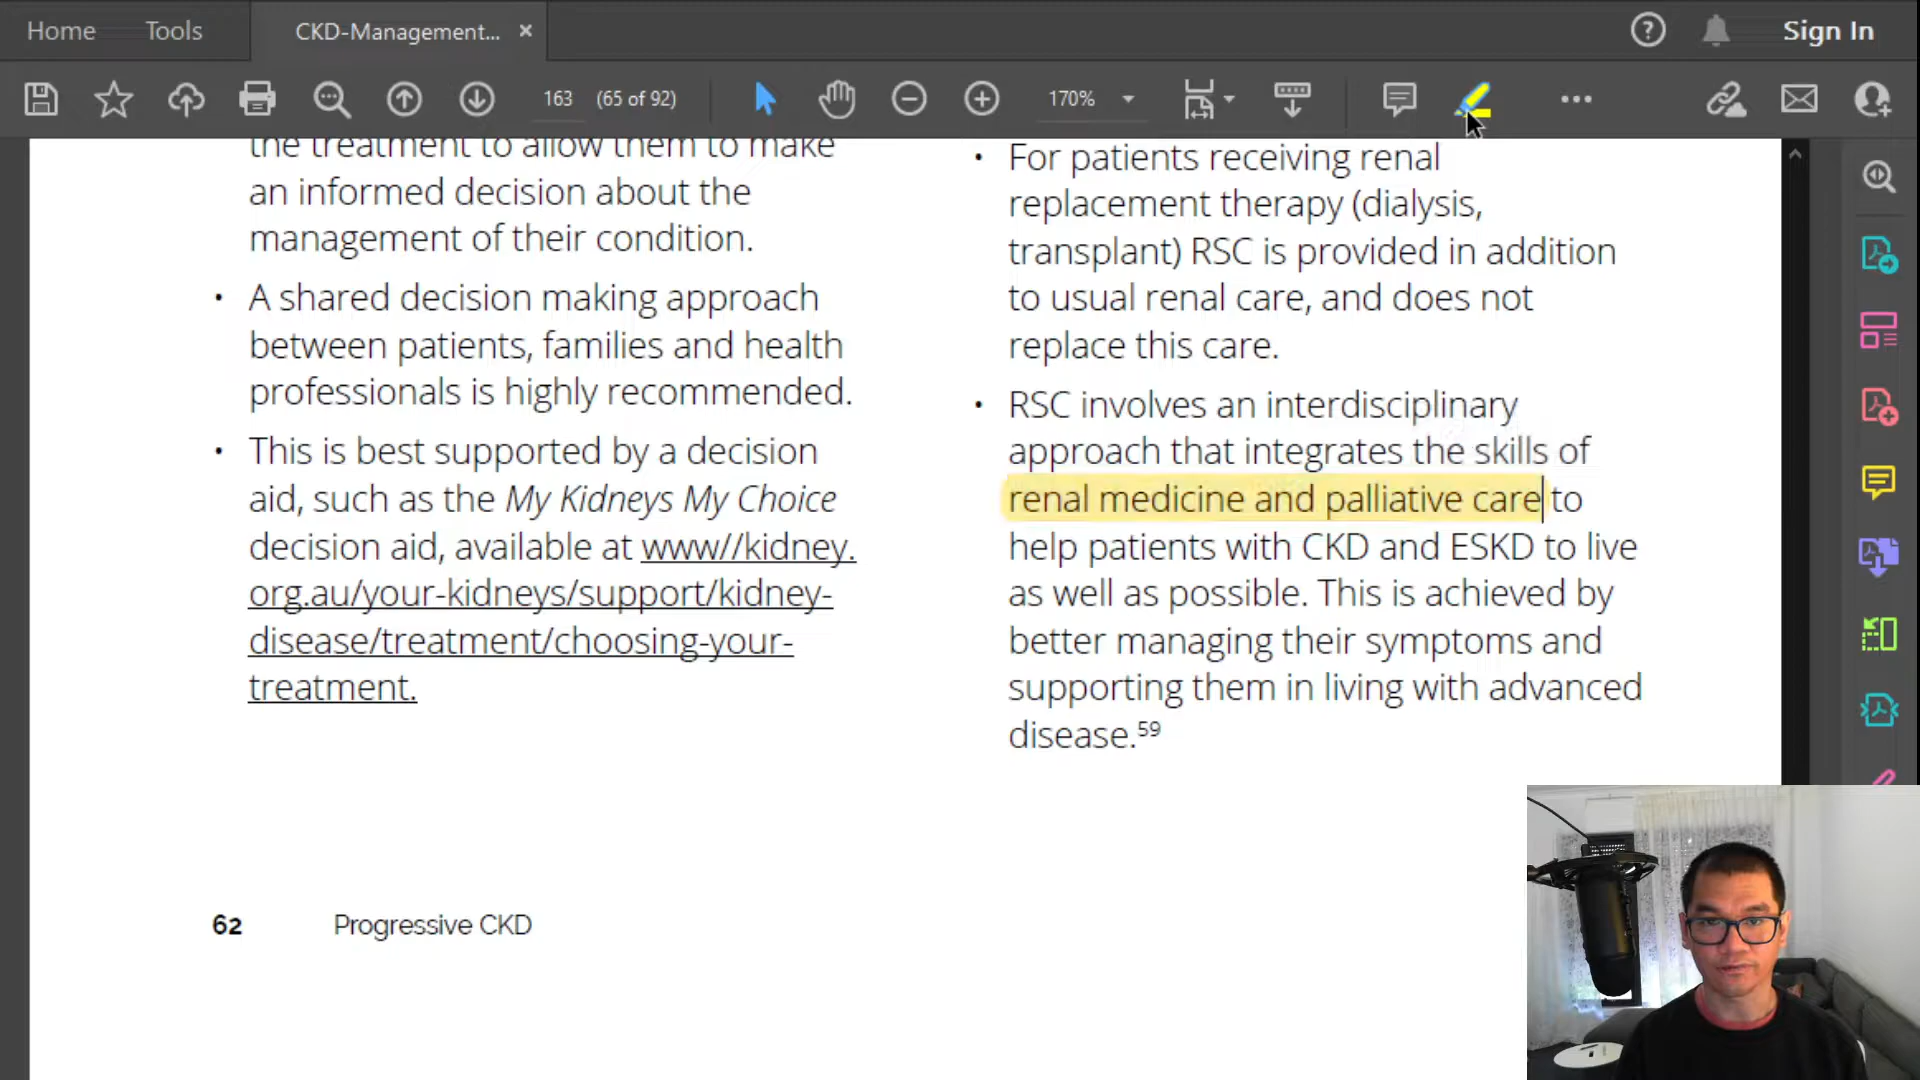 Home
Tools
CKD-Management...
Sign In
163
(65 of 92)
170%
the treatment to allow them to make
an informed decision about the
management of their condition.
• A shared decision making approach
between patients, families and health
professionals is highly recommended.
• This is best supported by a decision
aid, such as the My Kidneys My Choice
decision aid, available at www//kidney.
org.au/your-kidneys/support/kidney-
disease/treatment/choosing-your-
treatment.
• For patients receiving renal
replacement therapy (dialysis,
transplant) RSC is provided in addition
to usual renal care, and does not
replace this care.
• RSC involves an interdisciplinary
approach that integrates the skills of
renal medicine and palliative care to
help patients with CKD and ESKD to live
as well as possible. This is achieved by
better managing their symptoms and
supporting them in living with advanced
disease.59
62
Progressive CKD